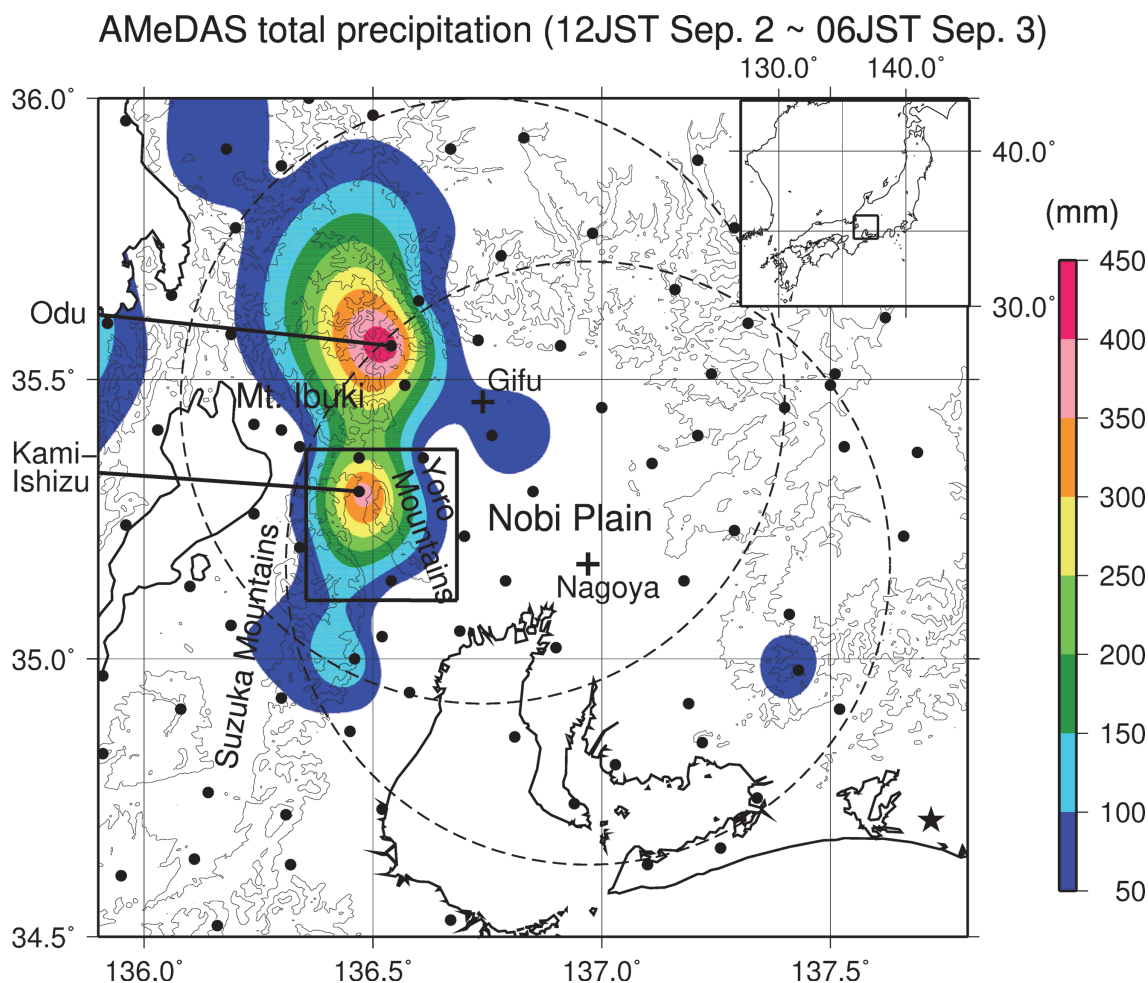 AMeDAS total precipitation (12JST Sep. 2 ~ 06JST Sep. 3)
130.0° 140.0°
36.0°
40.0°
(mm)
450
30.0°
Odu
400
35.5°
Gifu
Mt. Ibuki
350
Kami–
Ishizu
Yoro
Mountains
300
Nobi Plain
Nagoya
250
Suzuka Mountains
200
35.0°
150
100
50
34.5°
136.0° 136.5° 137.0° 137.5°